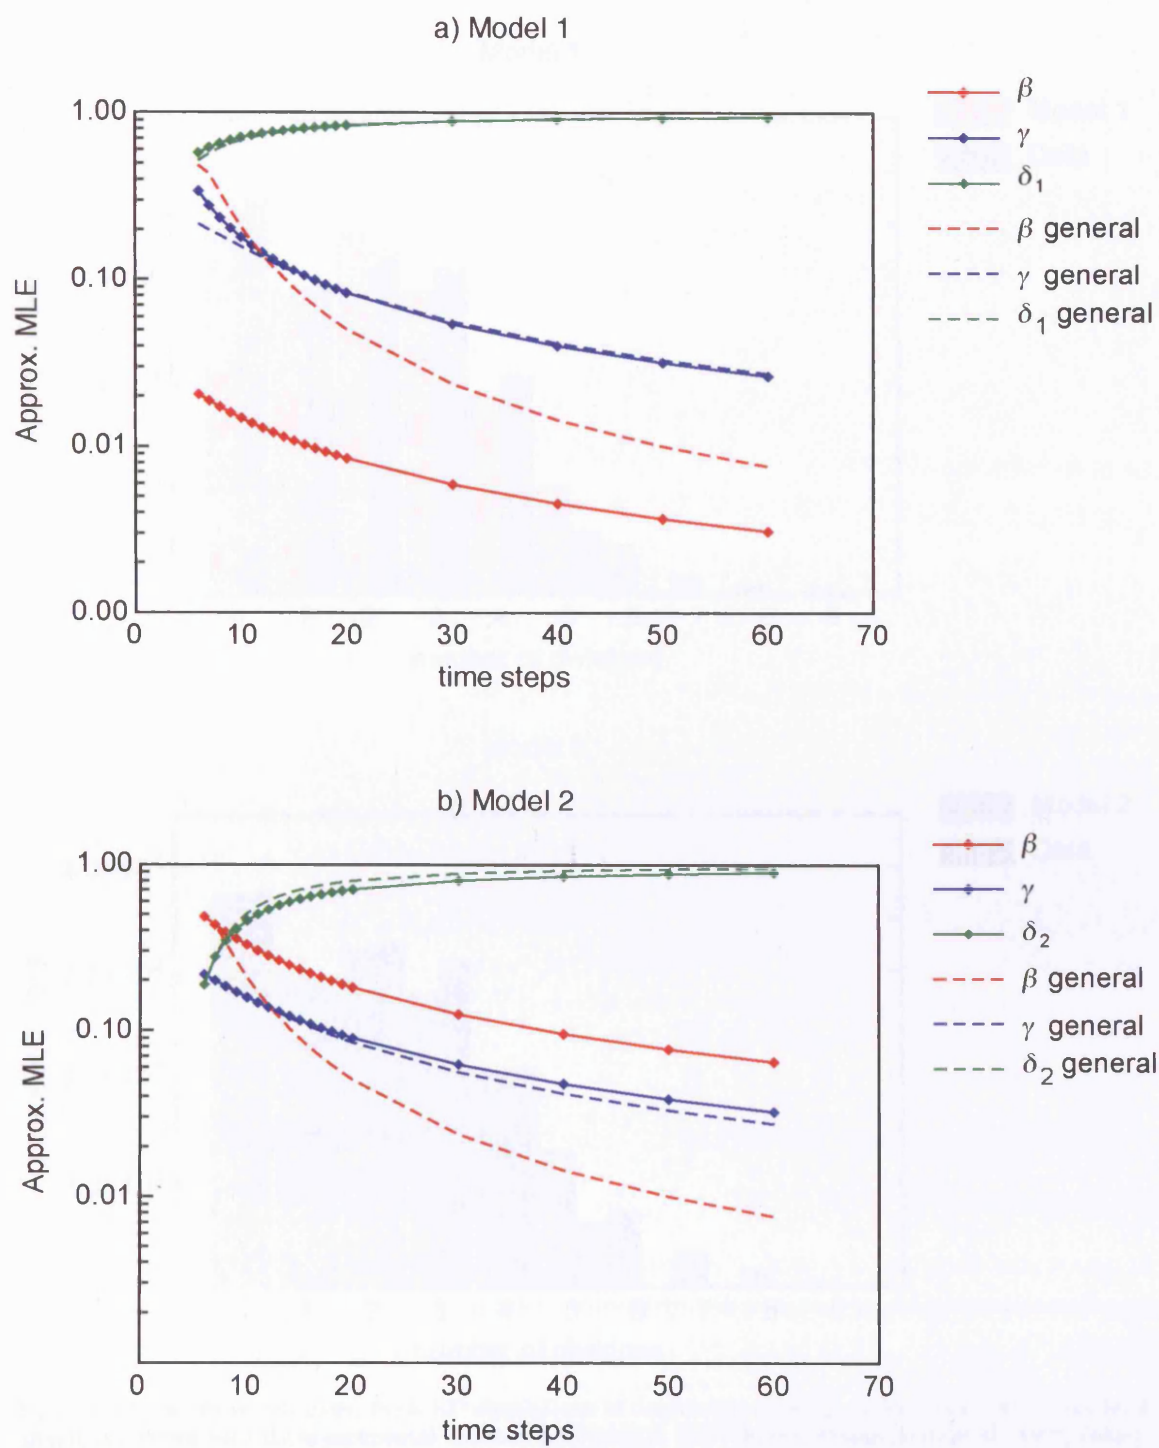 a) Model 1
1.00
0.10
0.01
0.00
Approx. MLE
0 10 20 30 40 50 60 70
time steps
β
γ
δ1
β general
γ general
δ1 general
b) Model 2
1.00
0.10
0.01
Approx. MLE
0 10 20 30 40 50 60 70
time steps
β
γ
δ2
β general
γ general
δ2 general